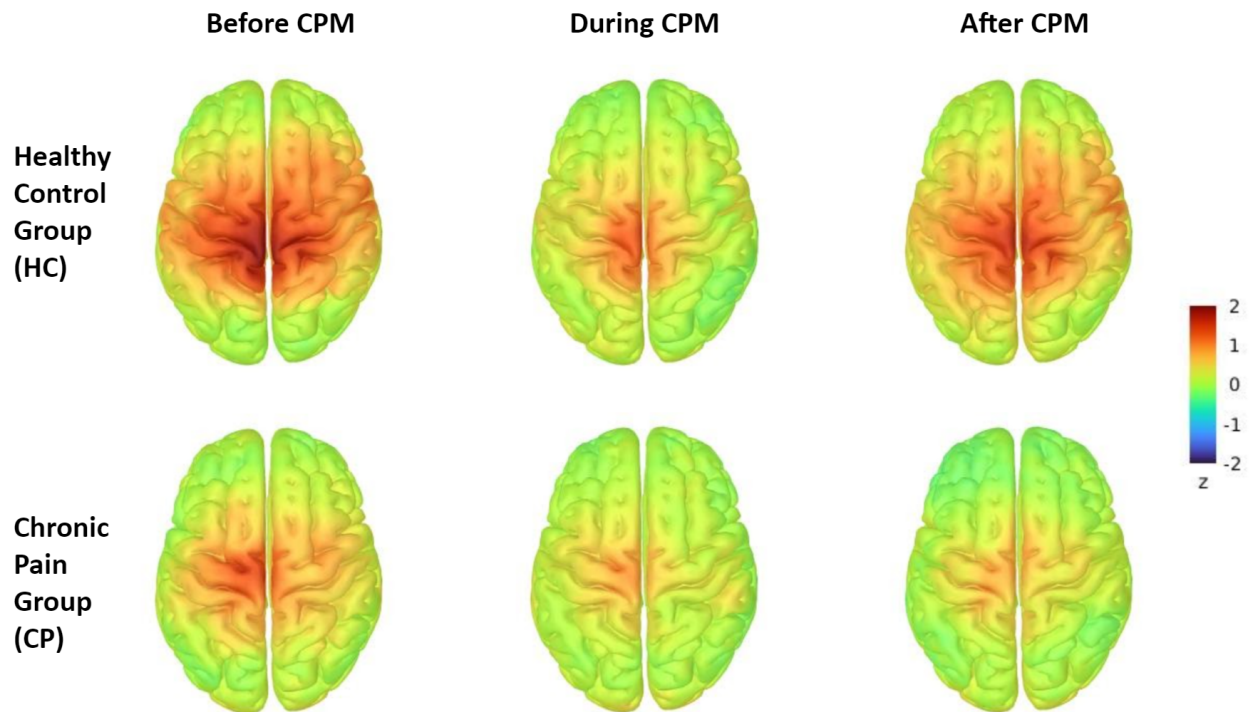 Before CPM
During CPM
After CPM
Healthy
Control
Group
(HC)
2
1
0
-1
-2
z
Chronic
Pain
Group
(CP)